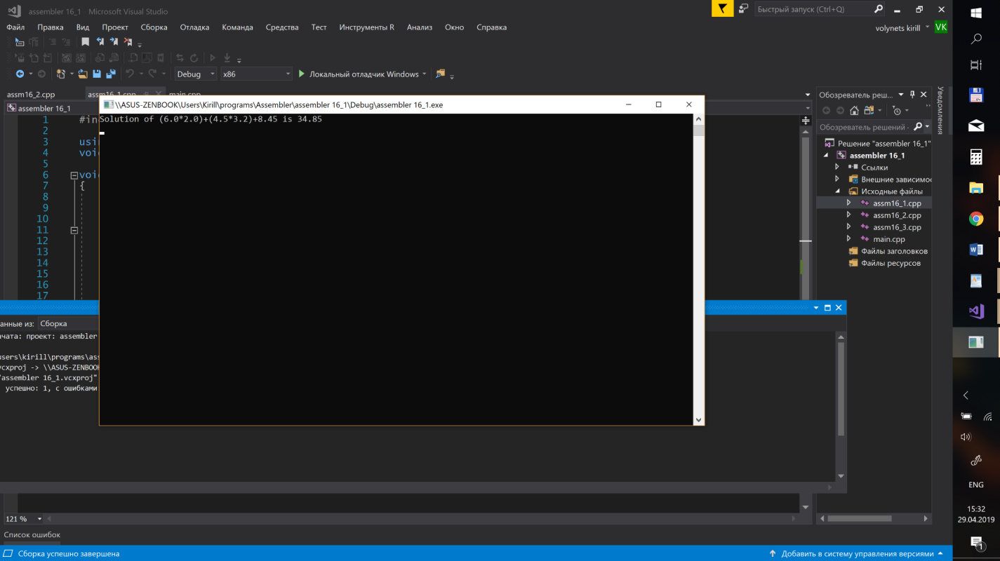 assembler 16_1 - Microsoft Visual Studio
Быстрый запуск (Ctrl+Q)
Файл Правка Вид Проект Сборка Отладка Команда Средства Тест Инструменты R Анализ Окно Справка
volynets kirill VK
Debug x86 Локальный отладчик Windows
assm16_2.cpp assm16_1.cpp main.cpp
assembler 16_1
\\ASUS-ZENBOOK\Users\Kirill\programs\Assembler\assembler 16_1\Debug\assembler 16_1.exe
Solution of (6.0*2.0)+(4.5*3.2)+8.45 is 34.85
1 #in
2
3 usi
4 voi
5
6 voi
7 {
8
9
10
11
12
13
14
15
16
17
Обозреватель реш...
Обозреватель решений -
Решение "assembler 16_1"
assembler 16_1
Ссылки
Внешние зависимос
Исходные файлы
assm16_1.cpp
assm16_2.cpp
assm16_3.cpp
main.cpp
Файлы заголовков
Файлы ресурсов
Уведомления
анные из: Сборка
чата: проект: assembler
users\kirill\programs\as
vcxproj -> \\ASUS-ZENBOO
"assembler 16_1.vcxproj"
успешно: 1, с ошибками
121 %
Список ошибок
Сборка успешно завершена
Добавить в систему управления версиями
ENG
15:32
29.04.2019
1